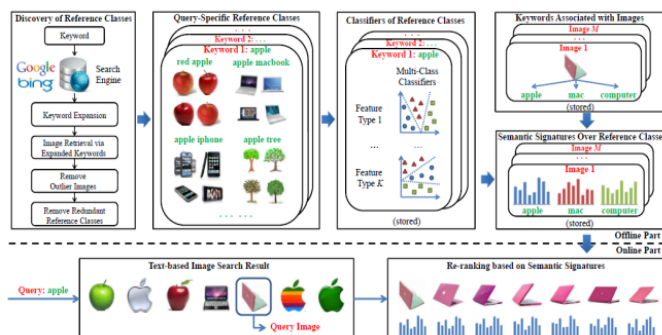 Discovery of Reference Classes
Keyword
Google
bing
Search
Engine
Keyword Expansion
Image Retrieval via
Expanded Keywords
Remove
Outlier Images
Remove Redundant
Reference Classes
Query-Specific Reference Classes
. . .
Keyword 2: . . .
Keyword 1: apple
red apple
apple macbook
apple iphone
apple tree
... ...
Classifiers of Reference Classes
. . .
Keyword 2: . . .
Keyword 1: apple
Multi-Class
Classifiers
Feature
Type 1
... ...
Feature
Type K
(stored)
Keywords Associated with Images
Image M
...
Image 1
apple mac computer
(stored)
Semantic Signatures Over Reference Classes
Image M
...
Image 1
apple mac computer
(stored)
Offline Part
Online Part
Query: apple
Text-based Image Search Result
Query Image
Re-ranking based on Semantic Signatures